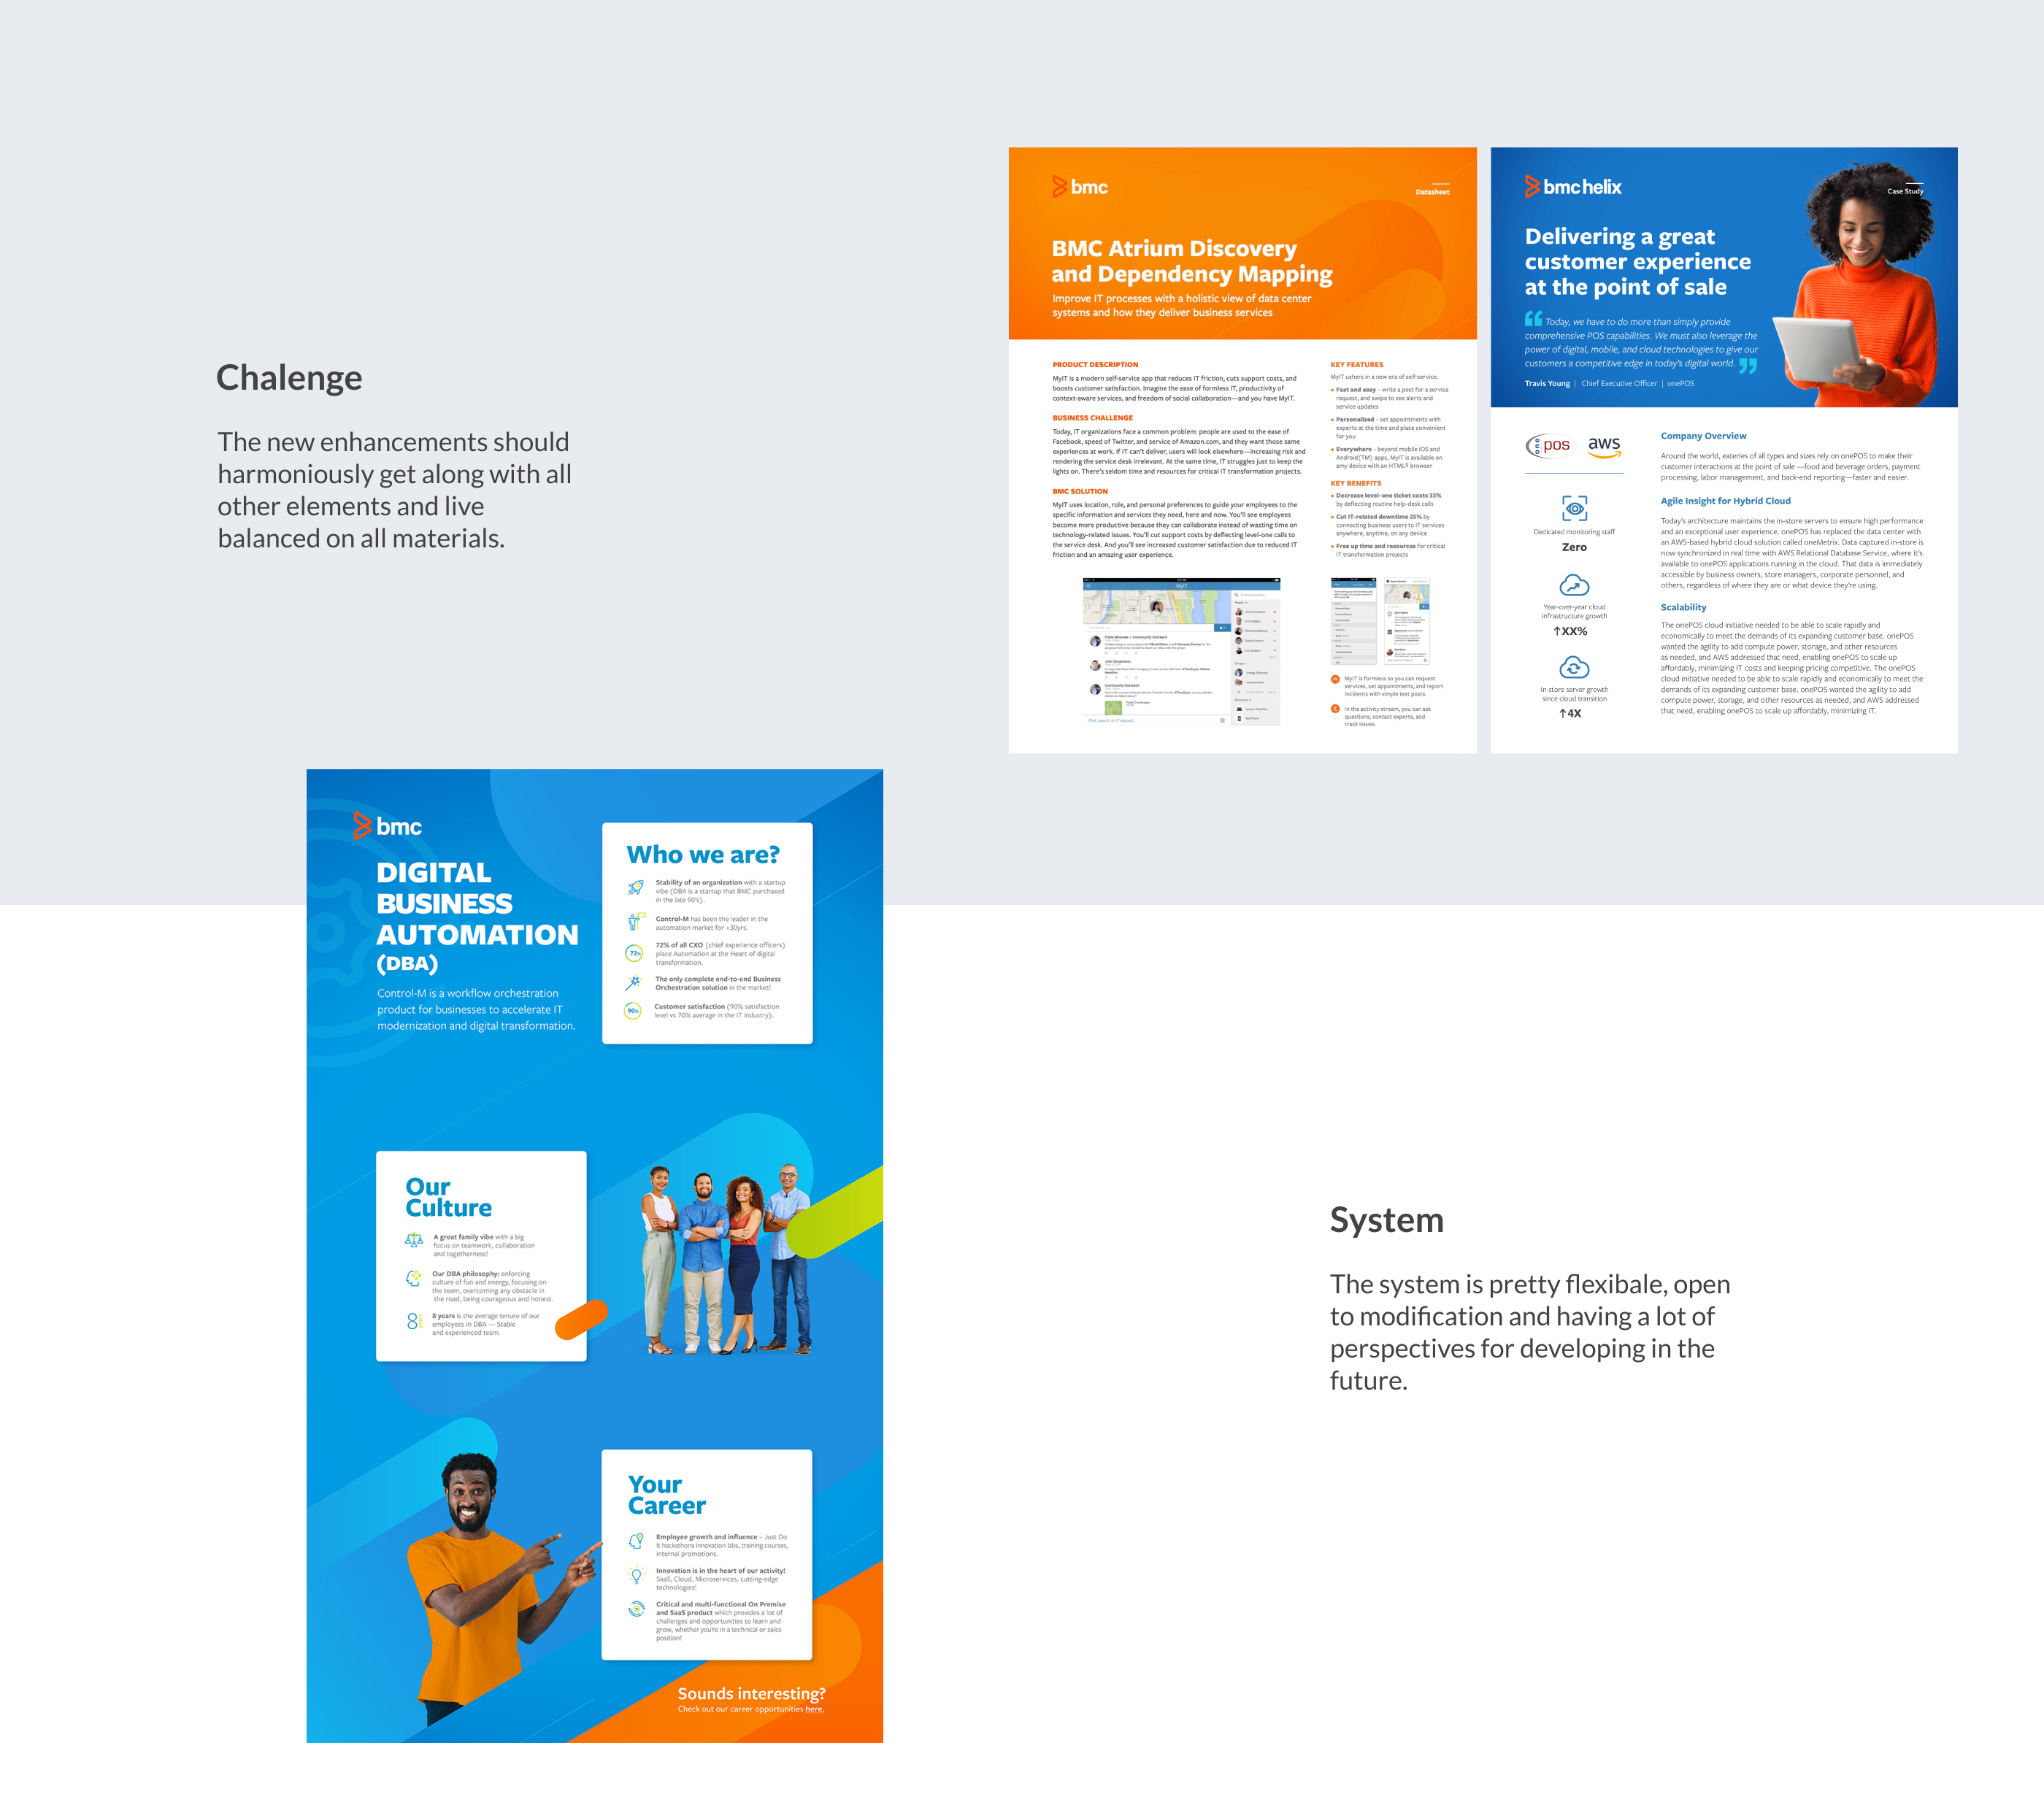 Chalenge
The new enhancements should
harmoniously get along with all
other elements and live
balanced on all materials.
bmc
Datasheet
BMC Atrium Discovery
and Dependency Mapping
Improve IT processes with a holistic view of data center
systems and how they deliver business services
PRODUCT DESCRIPTION
MyIT is a modern self-service app that reduces IT friction, cuts support costs, and
boosts customer satisfaction. Imagine the ease of formless IT, productivity of
context-aware services, and freedom of social collaboration—and you have MyIT.
BUSINESS CHALLENGE
Today, IT organizations face a common problem: people are used to the ease of
Facebook, speed of Twitter, and service of Amazon.com, and they want those same
experiences at work. If IT can't deliver, users will look elsewhere—increasing risk and
rendering the service desk irrelevant. At the same time, IT struggles just to keep the
lights on. There's seldom time and resources for critical IT transformation projects.
BMC SOLUTION
MyIT uses location, role, and personal preferences to guide your employees to the
specific information and services they need, here and now. You'll see employees
become more productive because they can collaborate instead of wasting time on
technology-related issues. You'll cut support costs by deflecting level-one calls to
the service desk. And you'll see increased customer satisfaction due to reduced IT
friction and an amazing user experience.
KEY FEATURES
MyIT ushers in a new era of self-service.
• Fast and easy – write a post for a service
request, and swipe to see alerts and
service updates
• Personalized – set appointments with
experts at the time and place convenient
for you
• Everywhere – beyond mobile iOS and
Android(TM) apps, MyIT is available on
any device with an HTML5 browser
KEY BENEFITS
• Decrease level-one ticket costs 33%
by deflecting routine help-desk calls
• Cut IT-related downtime 25% by
connecting business users to IT services
anywhere, anytime, on any device
• Free up time and resources for critical
IT transformation projects
MyIT
MyIT is formless so you can request
services, set appointments, and report
incidents with simple text posts.
In the activity stream, you can ask
questions, contact experts, and
track issues.
bmc helix
Case Study
Delivering a great
customer experience
at the point of sale
“ Today, we have to do more than simply provide
comprehensive POS capabilities. We must also leverage the
power of digital, mobile, and cloud technologies to give our
customers a competitive edge in today's digital world. ”
Travis Young | Chief Executive Officer | onePOS
one pos aws
Dedicated monitoring staff
Zero
Year-over-year cloud
infrastructure growth
↑XX%
In-store server growth
since cloud transition
↑4X
Company Overview
Around the world, eateries of all types and sizes rely on onePOS to make their
customer interactions at the point of sale —food and beverage orders, payment
processing, labor management, and back-end reporting—faster and easier.
Agile Insight for Hybrid Cloud
Today's architecture maintains the in-store servers to ensure high performance
and an exceptional user experience. onePOS has replaced the data center with
an AWS-based hybrid cloud solution called oneMetrix. Data captured in-store is
now synchronized in real time with AWS Relational Database Service, where it's
available to onePOS applications running in the cloud. That data is immediately
accessible by business owners, store managers, corporate personnel, and
others, regardless of where they are or what device they're using.
Scalability
The onePOS cloud initiative needed to be able to scale rapidly and
economically to meet the demands of its expanding customer base. onePOS
wanted the agility to add compute power, storage, and other resources
as needed, and AWS addressed that need, enabling onePOS to scale up
affordably, minimizing IT costs and keeping pricing competitive. The onePOS
cloud initiative needed to be able to scale rapidly and economically to meet the
demands of its expanding customer base. onePOS wanted the agility to add
compute power, storage, and other resources as needed, and AWS addressed
that need, enabling onePOS to scale up affordably, minimizing IT.
bmc
DIGITAL
BUSINESS
AUTOMATION
(DBA)
Control-M is a workflow orchestration
product for businesses to accelerate IT
modernization and digital transformation.
Who we are?
Stability of an organization with a startup
vibe (DBA is a startup that BMC purchased
in the late 90's).
Control-M has been the leader in the
automation market for +30yrs.
72%
72% of all CXO (chief experience officers)
place Automation at the Heart of digital
transformation.
The only complete end-to-end Business
Orchestration solution in the market!
90%
Customer satisfaction (90% satisfaction
level vs 70% average in the IT industry).
Our
Culture
A great family vibe with a big
focus on teamwork, collaboration
and togetherness!
Our DBA philosophy: enforcing
culture of fun and energy, focusing on
the team, overcoming any obstacle in
the road, being courageous and honest.
8
8 years is the average tenure of our
employees in DBA — Stable
and experienced team.
Your
Career
Employee growth and influence – Just Do
It hackathons innovation labs, training courses,
internal promotions.
Innovation is in the heart of our activity!
SaaS, Cloud, Microservices, cutting-edge
technologies!
Critical and multi-functional On Premise
and SaaS product which provides a lot of
challenges and opportunities to learn and
grow, whether you're in a technical or sales
position!
Sounds interesting?
Check out our career opportunities here.
System
The system is pretty flexibale, open
to modification and having a lot of
perspectives for developing in the
future.